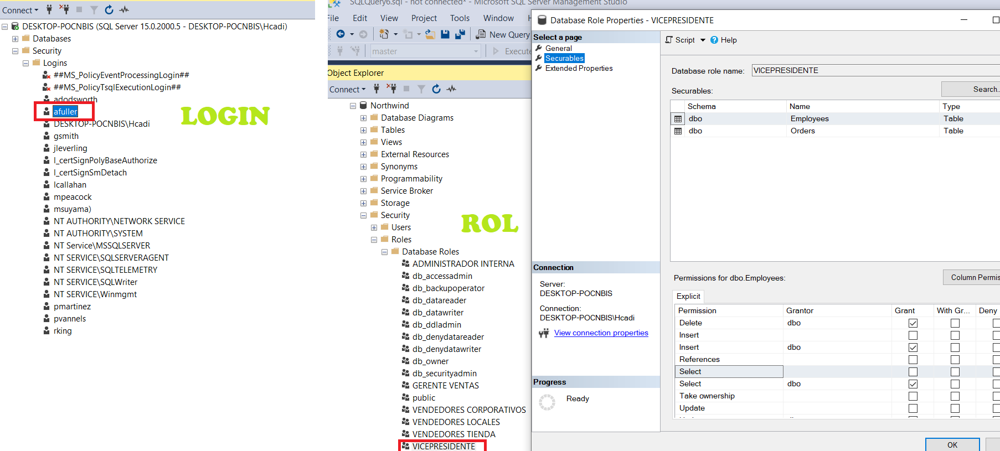 Connect
DESKTOP-POCNBIS (SQL Server 15.0.2000.5 - DESKTOP-POCNBIS\Hcadi)
Databases
Security
Logins
##MS_PolicyEventProcessingLogin##
##MS_PolicyTsqlExecutionLogin##
adodsworth
afuller
DESKTOP-POCNBIS\Hcadi
gsmith
jleverling
l_certSignPolyBaseAuthorize
l_certSignSmDetach
lcallahan
mpeacock
msuyama)
NT AUTHORITY\NETWORK SERVICE
NT AUTHORITY\SYSTEM
NT Service\MSSQLSERVER
NT SERVICE\SQLSERVERAGENT
NT SERVICE\SQLTELEMETRY
NT SERVICE\SQLWriter
NT SERVICE\Winmgmt
pmartinez
pvannels
rking
LOGIN
SQLQuery6.sql - not connected* - Microsoft SQL Server Management Studio
File Edit View Project Tools Window
New Query
master Execute
Object Explorer
Connect
Northwind
Database Diagrams
Tables
Views
External Resources
Synonyms
Programmability
Service Broker
Storage
Security
Users
Roles
Database Roles
ADMINISTRADOR INTERNA
db_accessadmin
db_backupoperator
db_datareader
db_datawriter
db_ddladmin
db_denydatareader
db_denydatawriter
db_owner
db_securityadmin
GERENTE VENTAS
public
VENDEDORES CORPORATIVOS
VENDEDORES LOCALES
VENDEDORES TIENDA
VICEPRESIDENTE
ROL
Database Role Properties - VICEPRESIDENTE
Select a page
General
Securables
Extended Properties
Connection
Server:
DESKTOP-POCNBIS
Connection:
DESKTOP-POCNBIS\Hcadi
View connection properties
Progress
Ready
Script Help
Database role name: VICEPRESIDENTE
Securables: Search..
Schema Name Type
dbo Employees Table
dbo Orders Table
Permissions for dbo.Employees: Column Permis
Explicit
Permission Grantor Grant With Gr... Deny
Delete dbo
Insert
Insert dbo
References
Select
Select dbo
Take ownership
Update
OK